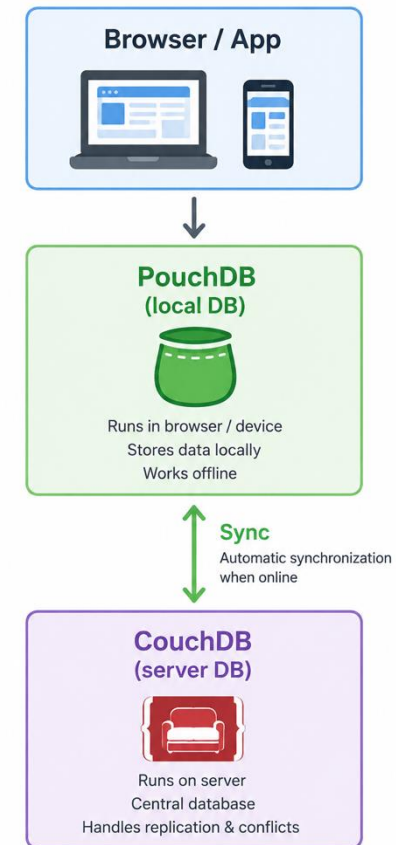 Browser / App
PouchDB
(local DB)
Runs in browser / device
Stores data locally
Works offline
Sync
Automatic synchronization
when online
CouchDB
(server DB)
Runs on server
Central database
Handles replication & conflicts